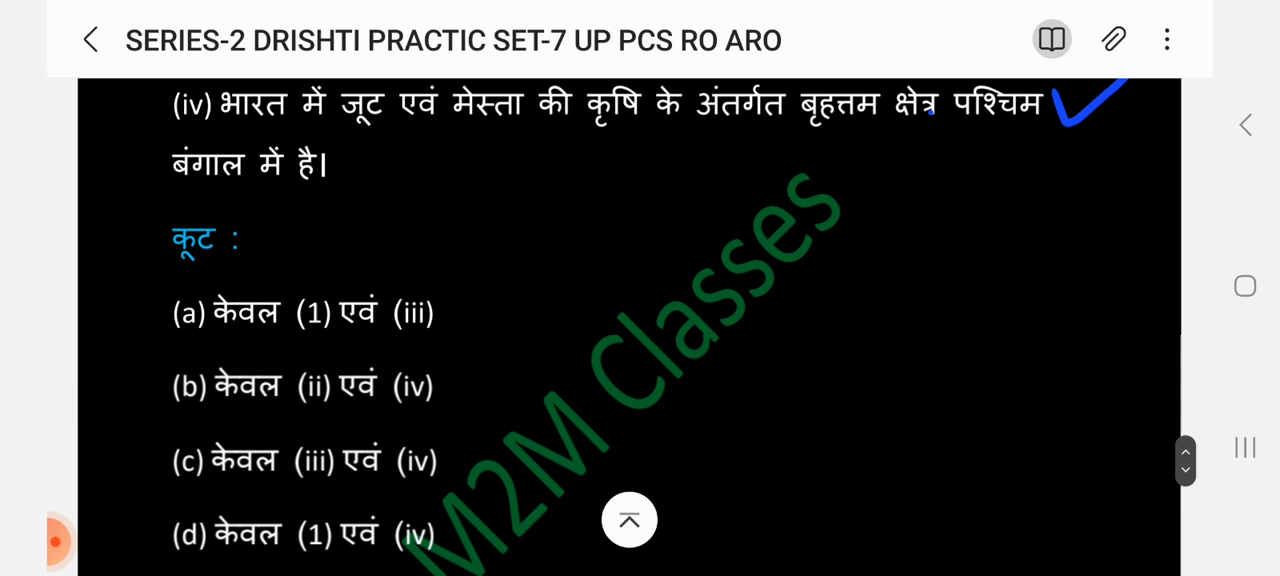 SERIES-2 DRISHTI PRACTIC SET-7 UP PCS RO ARO
(iv) भारत में जूट एवं मेस्ता की कृषि के अंतर्गत बृहत्तम क्षेत्र पश्चिम
बंगाल में है।
कूट :
(a) केवल (1) एवं (iii)
(b) केवल (ii) एवं (iv)
(c) केवल (iii) एवं (iv)
(d) केवल (1) एवं (iv)
M2M Classes